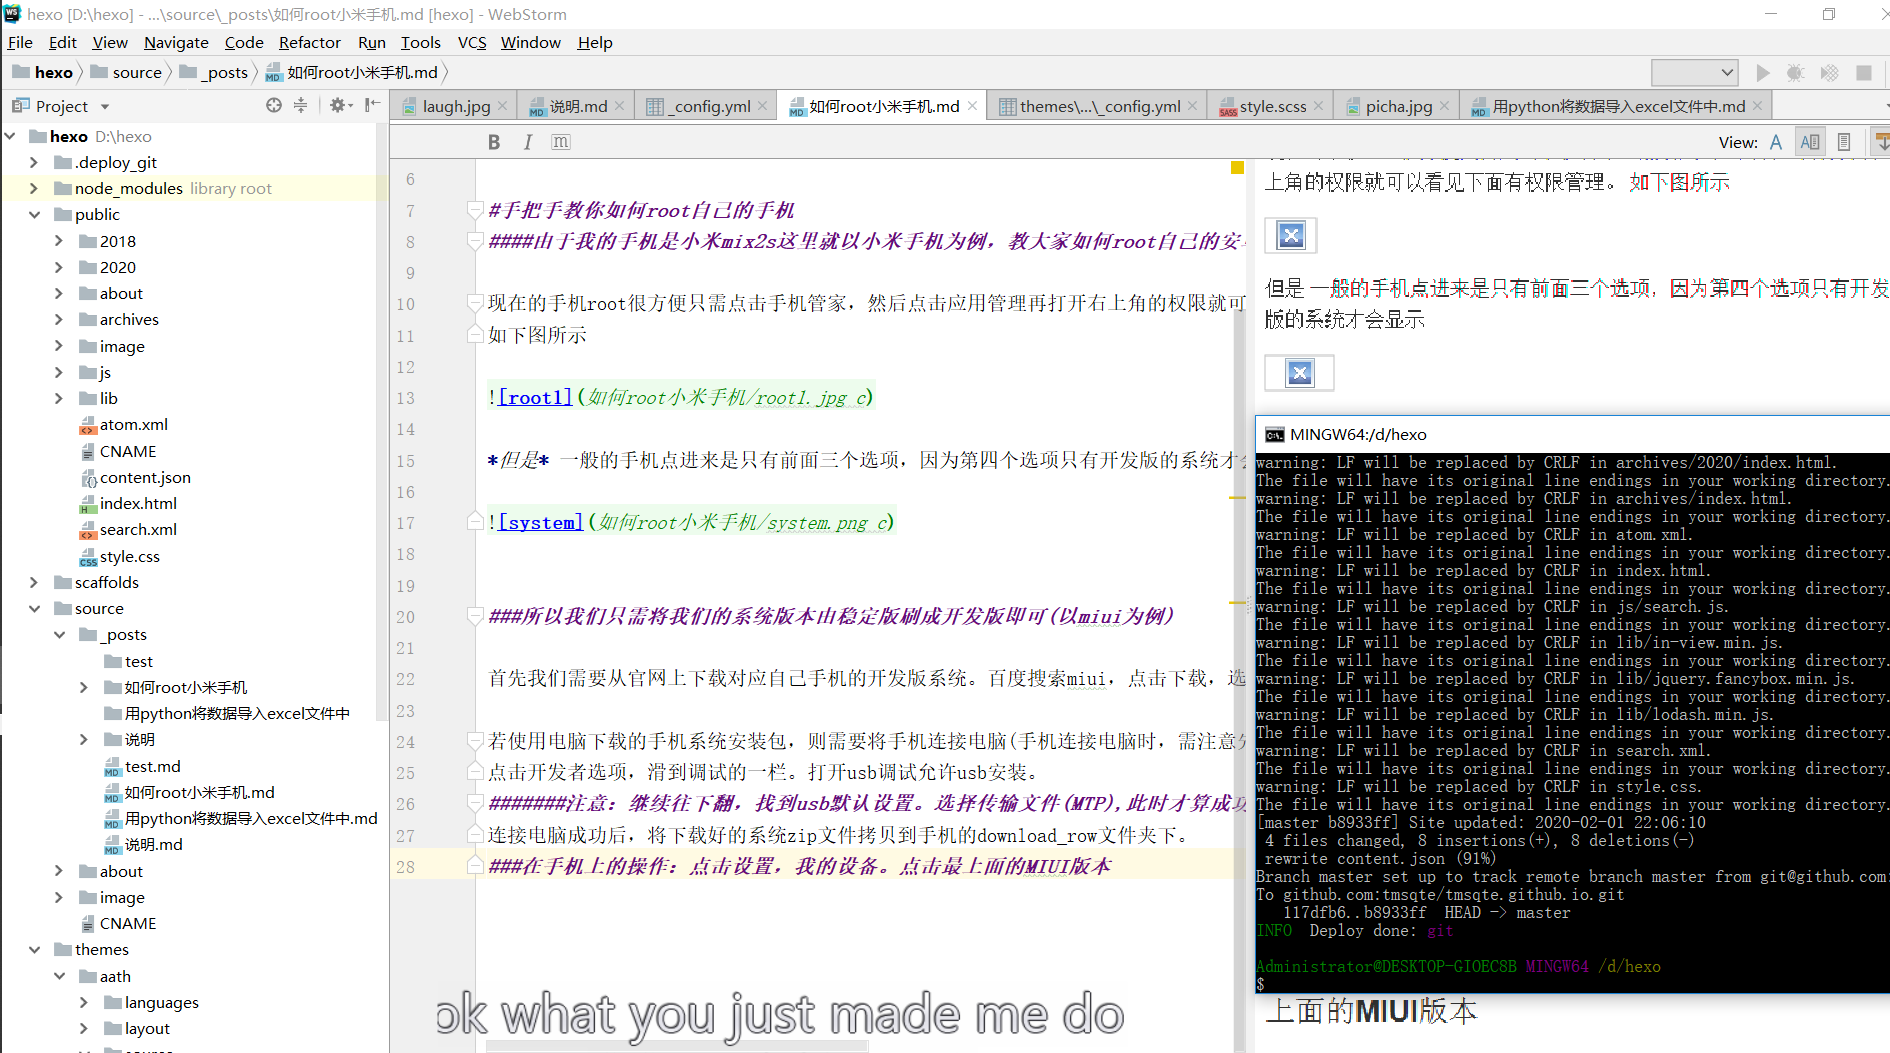 hexo [D:\hexo] - ...\source\_posts\如何root小米手机.md [hexo] - WebStorm
File Edit View Navigate Code Refactor Run Tools VCS Window Help
hexo source _posts 如何root小米手机.md
Project
laugh.jpg 说明.md _config.yml 如何root小米手机.md themes\...\_config.yml style.scss picha.jpg 用python将数据导入excel文件中.md
B I m
View: A
hexo D:\hexo
.deploy_git
node_modules library root
public
2018
2020
about
archives
image
js
lib
atom.xml
CNAME
content.json
index.html
search.xml
style.css
scaffolds
source
_posts
test
如何root小米手机
用python将数据导入excel文件中
说明
test.md
如何root小米手机.md
用python将数据导入excel文件中.md
说明.md
about
image
CNAME
themes
aath
languages
layout
6
7 #手把手教你如何root自己的手机
8 ####由于我的手机是小米mix2s这里就以小米手机为例，教大家如何root自己的安
9
10 现在的手机root很方便只需点击手机管家，然后点击应用管理再打开右上角的权限就可
11 如下图所示
12
13 ![root1](如何root小米手机/root1.jpg c)
14
15 *但是* 一般的手机点进来是只有前面三个选项，因为第四个选项只有开发版的系统才
16
17 ![system](如何root小米手机/system.png c)
18
19
20 ###所以我们只需将我们的系统版本由稳定版刷成开发版即可(以miui为例)
21
22 首先我们需要从官网上下载对应自己手机的开发版系统。百度搜索miui，点击下载，选
23
24 若使用电脑下载的手机系统安装包，则需要将手机连接电脑(手机连接电脑时，需注意
25 点击开发者选项，滑到调试的一栏。打开usb调试允许usb安装。
26 #######注意：继续往下翻，找到usb默认设置。选择传输文件(MTP),此时才算成功
27 连接电脑成功后，将下载好的系统zip文件拷贝到手机的download_row文件夹下。
28 ###在手机上的操作：点击设置，我的设备。点击最上面的MIUI版本
上角的权限就可以看见下面有权限管理。 如下图所示
但是 一般的手机点进来是只有前面三个选项，因为第四个选项只有开发
版的系统才会显示
MINGW64:/d/hexo
warning: LF will be replaced by CRLF in archives/2020/index.html.
The file will have its original line endings in your working directory.
warning: LF will be replaced by CRLF in archives/index.html.
The file will have its original line endings in your working directory.
warning: LF will be replaced by CRLF in atom.xml.
The file will have its original line endings in your working directory.
warning: LF will be replaced by CRLF in index.html.
The file will have its original line endings in your working directory.
warning: LF will be replaced by CRLF in js/search.js.
The file will have its original line endings in your working directory.
warning: LF will be replaced by CRLF in lib/in-view.min.js.
The file will have its original line endings in your working directory.
warning: LF will be replaced by CRLF in lib/jquery.fancybox.min.js.
The file will have its original line endings in your working directory.
warning: LF will be replaced by CRLF in lib/lodash.min.js.
The file will have its original line endings in your working directory.
warning: LF will be replaced by CRLF in search.xml.
The file will have its original line endings in your working directory.
warning: LF will be replaced by CRLF in style.css.
The file will have its original line endings in your working directory.
[master b8933ff] Site updated: 2020-02-01 22:06:10
4 files changed, 8 insertions(+), 8 deletions(-)
rewrite content.json (91%)
Branch master set up to track remote branch master from git@github.com:
To github.com:tmsqte/tmsqte.github.io.git
117dfb6..b8933ff HEAD -> master
INFO Deploy done: git
Administrator@DESKTOP-GIOEC8B MINGW64 /d/hexo
$
上面的MIUI版本
ok what you just made me do